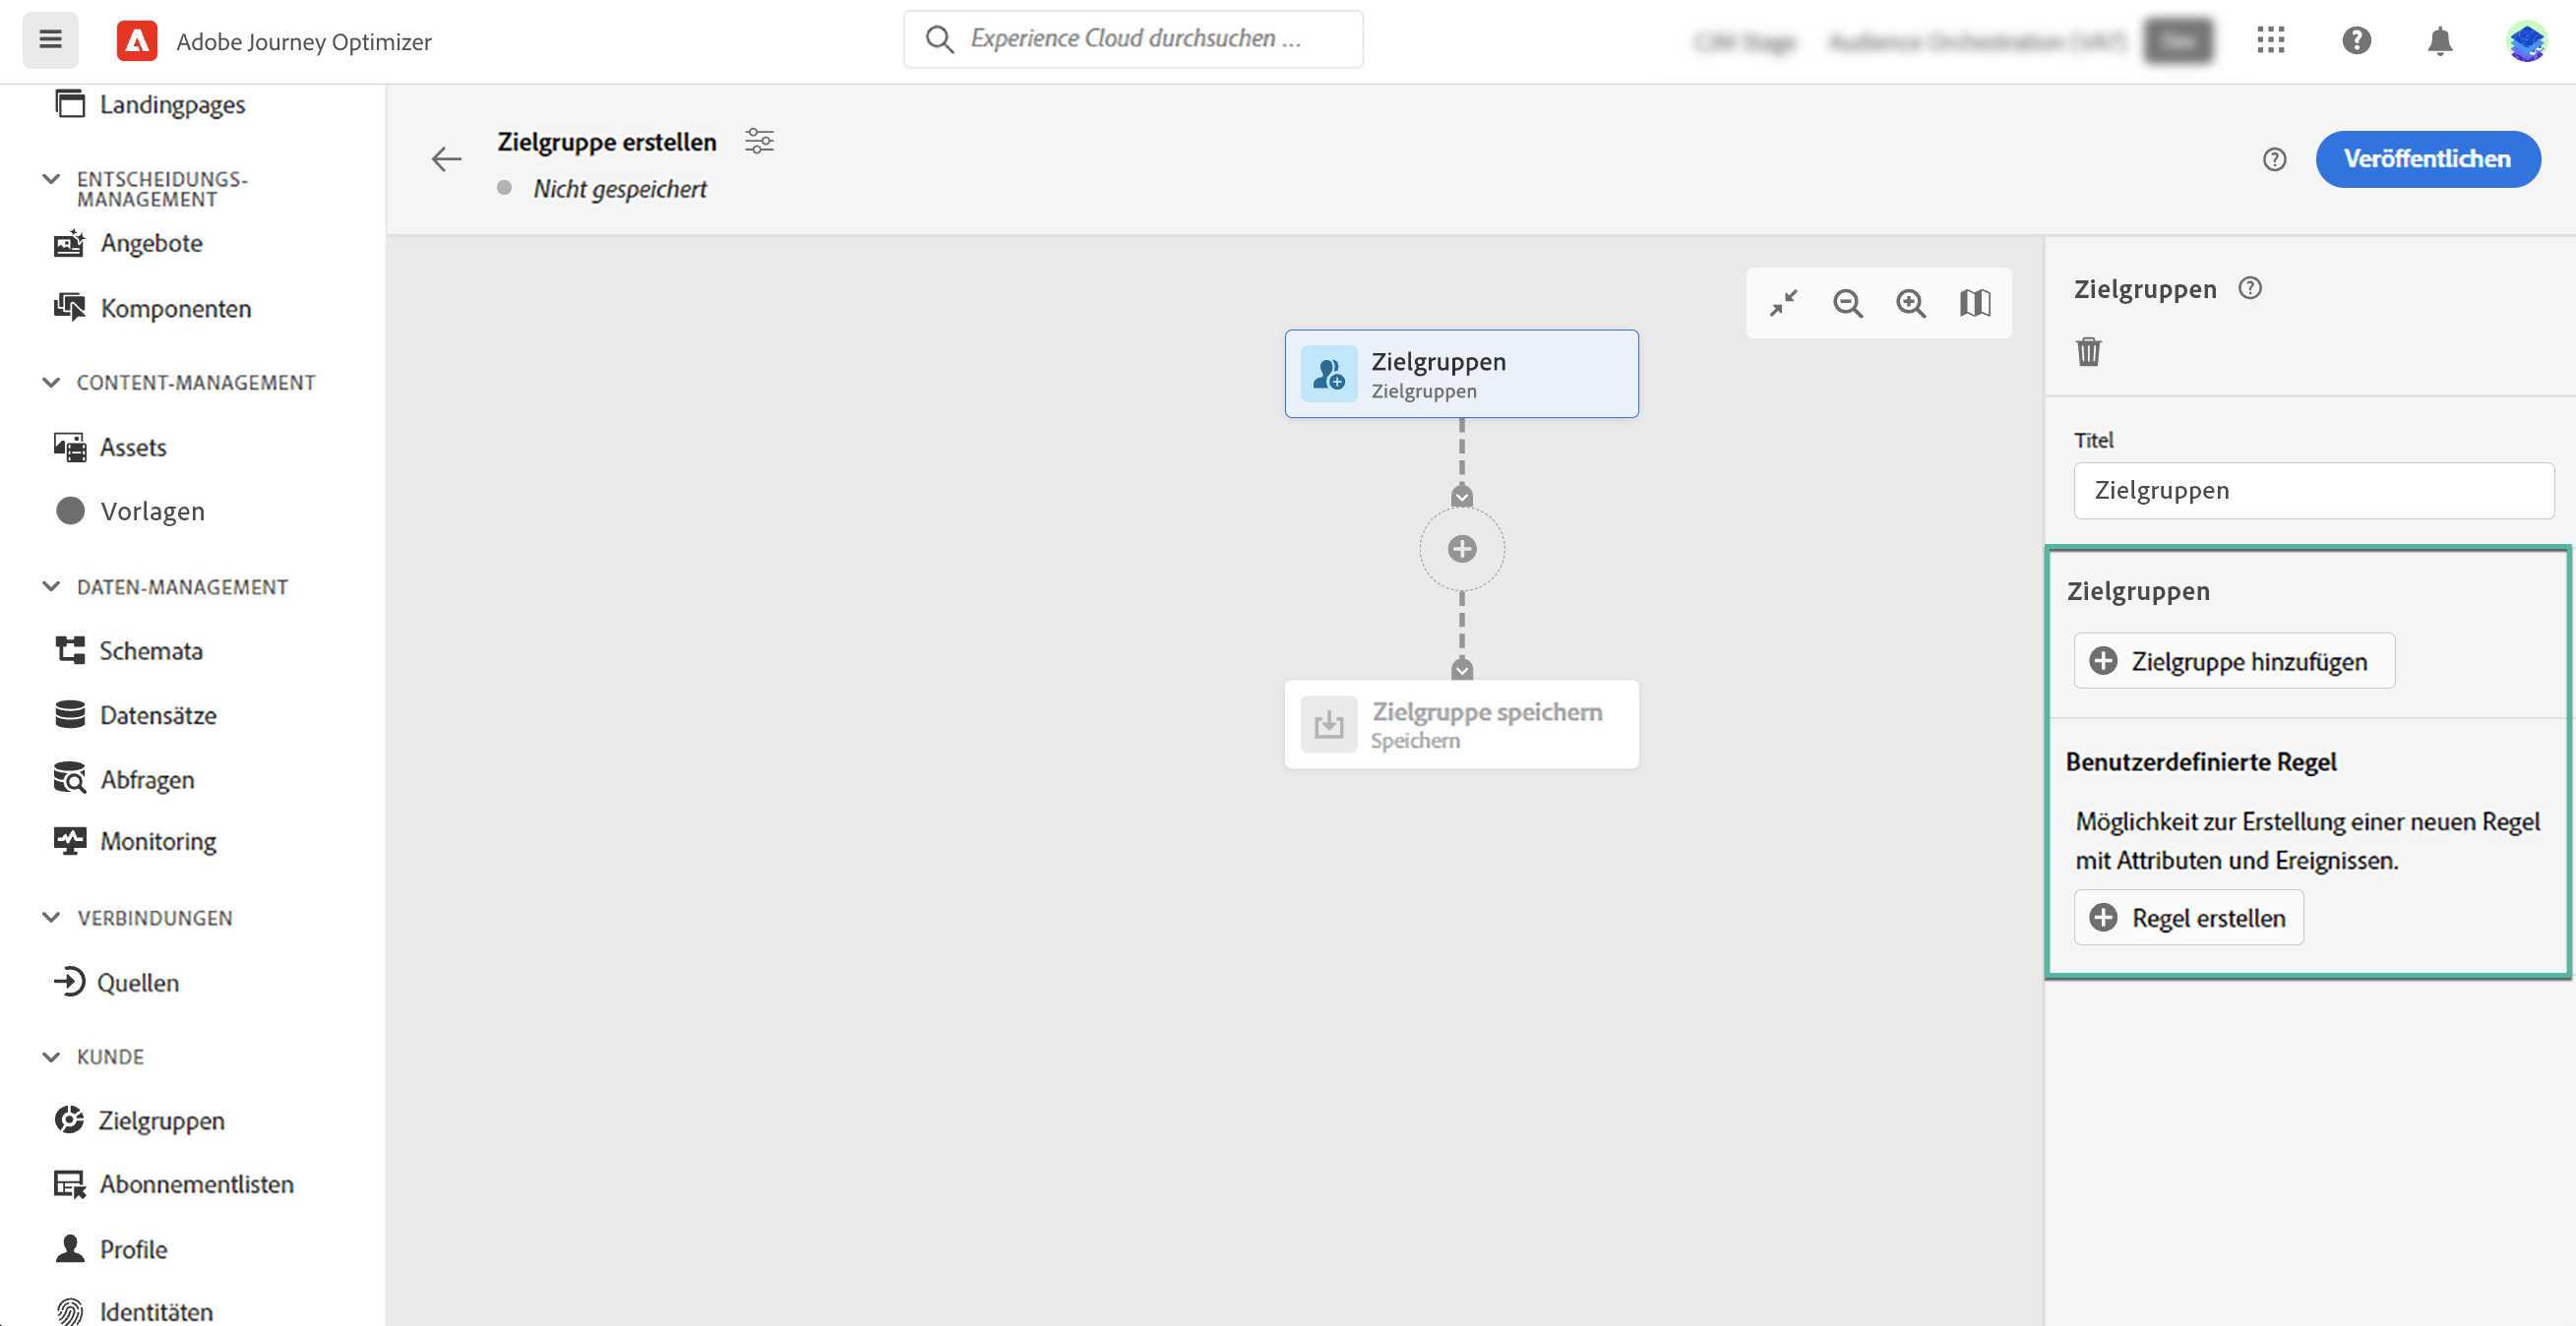 Adobe Journey Optimizer
Experience Cloud durchsuchen ...
Landingpages
ENTSCHEIDUNGS-
MANAGEMENT
Angebote
Komponenten
CONTENT-MANAGEMENT
Assets
Vorlagen
DATEN-MANAGEMENT
Schemata
Datensätze
Abfragen
Monitoring
VERBINDUNGEN
Quellen
KUNDE
Zielgruppen
Abonnementlisten
Profile
Identitäten
Zielgruppe erstellen
Nicht gespeichert
Veröffentlichen
Zielgruppen
Zielgruppen
Zielgruppe speichern
Speichern
Zielgruppen
Titel
Zielgruppen
Zielgruppen
Zielgruppe hinzufügen
Benutzerdefinierte Regel
Möglichkeit zur Erstellung einer neuen Regel
mit Attributen und Ereignissen.
Regel erstellen